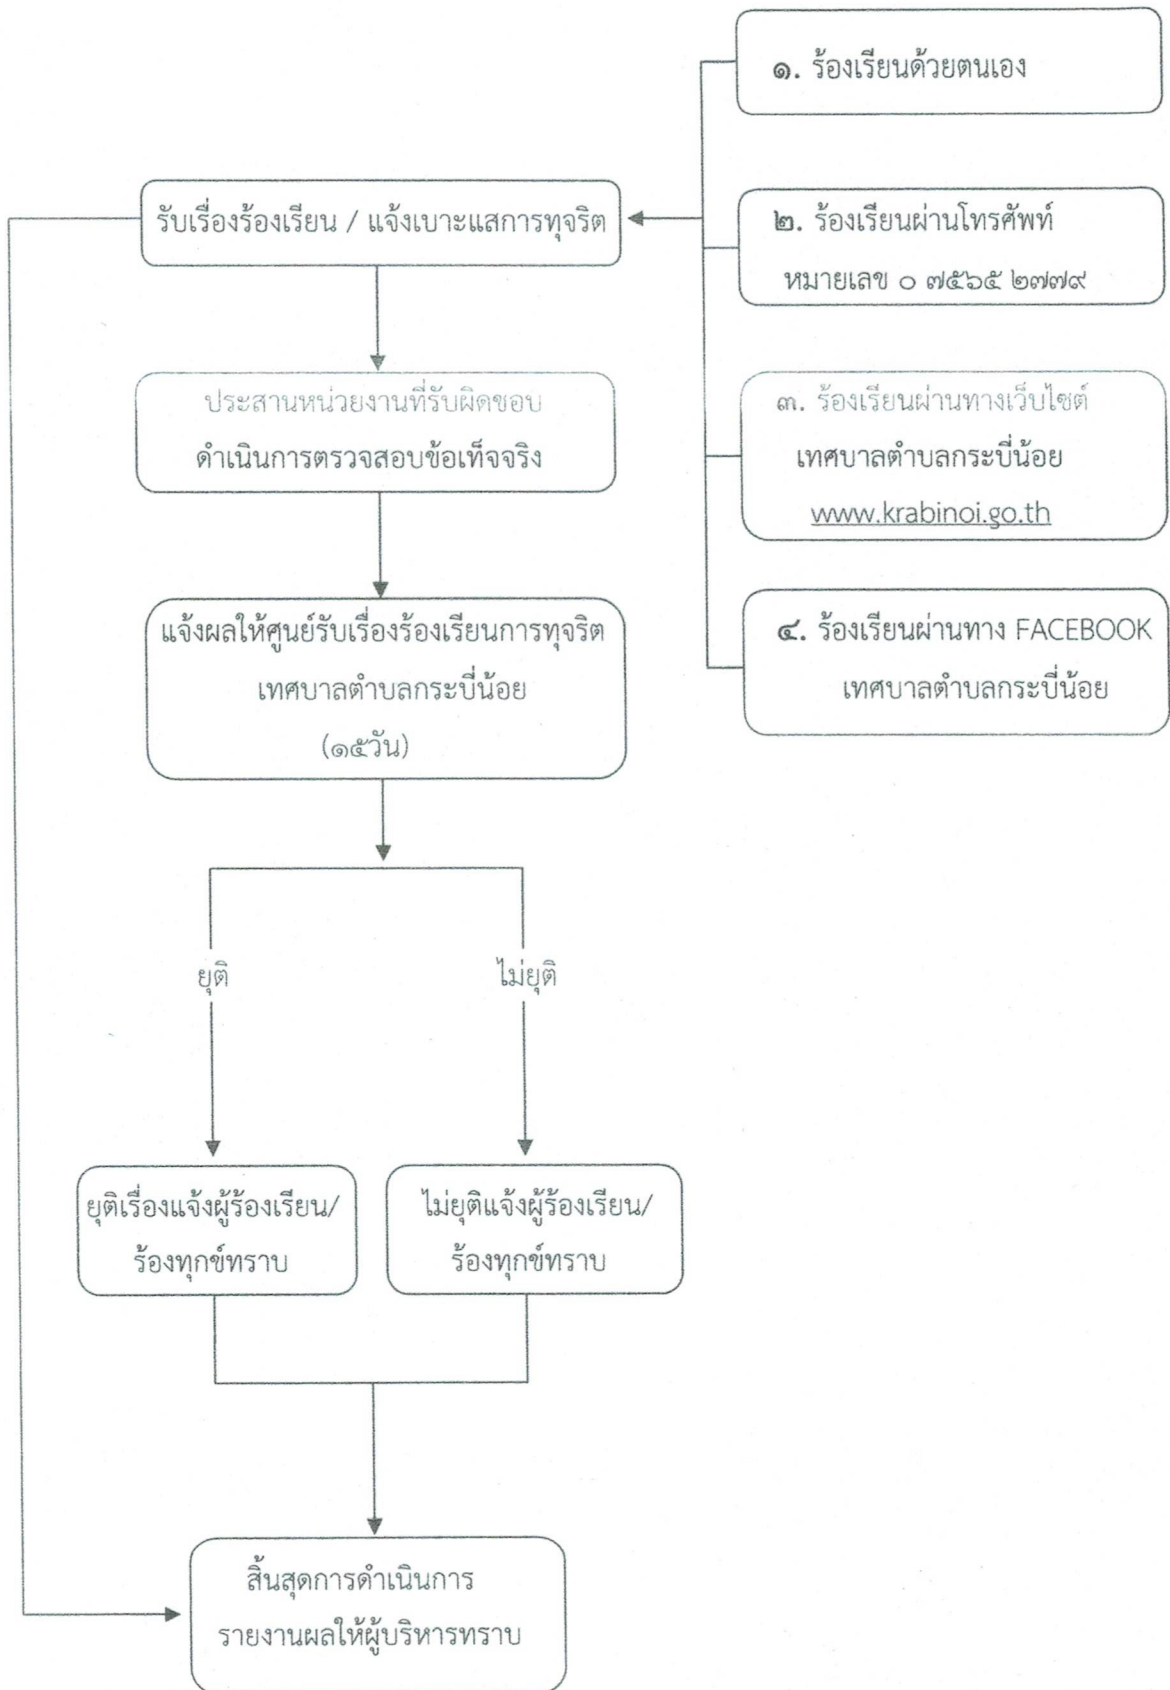 ๑. ร้องเรียนด้วยตนเอง
รับเรื่องร้องเรียน / แจ้งเบาะแสการทุจริต
๒. ร้องเรียนผ่านโทรศัพท์
หมายเลข ๐ ๗๕๖๕ ๒๗๗๙
ประสานหน่วยงานที่รับผิดชอบ
ดำเนินการตรวจสอบข้อเท็จจริง
๓. ร้องเรียนผ่านทางเว็บไซต์
เทศบาลตำบลกระบี่น้อย
www.krabinoi.go.th
แจ้งผลให้ศูนย์รับเรื่องร้องเรียนการทุจริต
เทศบาลตำบลกระบี่น้อย
(๑๕วัน)
๔. ร้องเรียนผ่านทาง FACEBOOK
เทศบาลตำบลกระบี่น้อย
ยุติ
ไม่ยุติ
ยุติเรื่องแจ้งผู้ร้องเรียน/
ร้องทุกข์ทราบ
ไม่ยุติแจ้งผู้ร้องเรียน/
ร้องทุกข์ทราบ
สิ้นสุดการดำเนินการ
รายงานผลให้ผู้บริหารทราบ